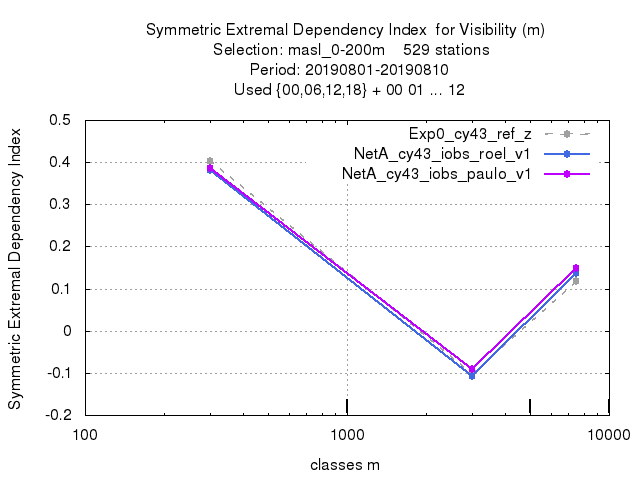 Symmetric Extremal Dependency Index  for Visibility (m)
Selection: masl_0-200m    529 stations
Period: 20190801-20190810
Used {00,06,12,18} + 00 01 ... 12
Symmetric Extremal Dependency Index
0.5
0.4
0.3
0.2
0.1
0
-0.1
-0.2
Exp0_cy43_ref_z
NetA_cy43_iobs_roel_v1
NetA_cy43_iobs_paulo_v1
100
1000
10000
classes m